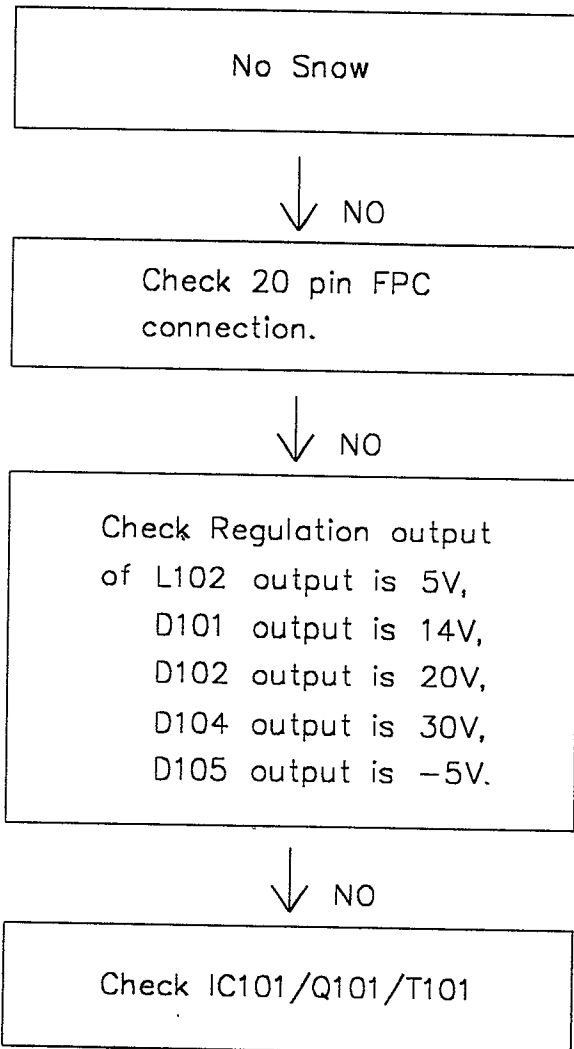 No Snow
NO
Check 20 pin FPC
connection.
NO
Check Regulation output
of L102 output is 5V,
D101 output is 14V,
D102 output is 20V,
D104 output is 30V,
D105 output is -5V.
NO
Check IC101/Q101/T101